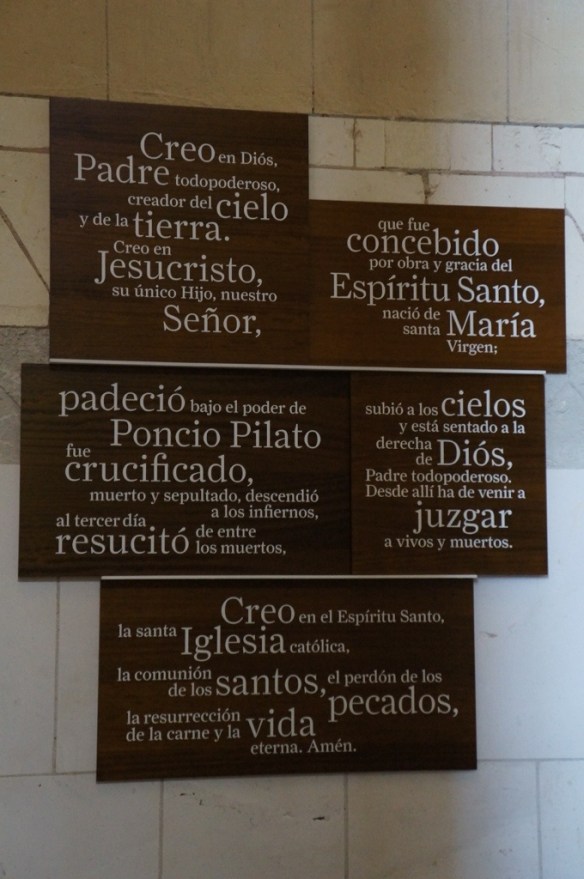 Creo en Diós,
Padre todopoderoso,
creador del cielo
y de la tierra.
Creo en
Jesucristo,
su único Hijo, nuestro
Señor,
que fue
concebido
por obra y gracia del
Espíritu Santo,
nació de
santa María
Virgen;
padeció bajo el poder de
Poncio Pilato
fue
crucificado,
muerto y sepultado, descendió
a los infiernos,
al tercer día
resucitó de entre
los muertos,
subió a los cielos
y está sentado a la
derecha
de Diós,
Padre todopoderoso.
Desde allí ha de venir a
juzgar
a vivos y muertos.
Creo en el Espíritu Santo,
la santa Iglesia católica,
la comunión
de los santos, el perdón de los
pecados,
la resurrección
de la carne y la vida
eterna. Amén.